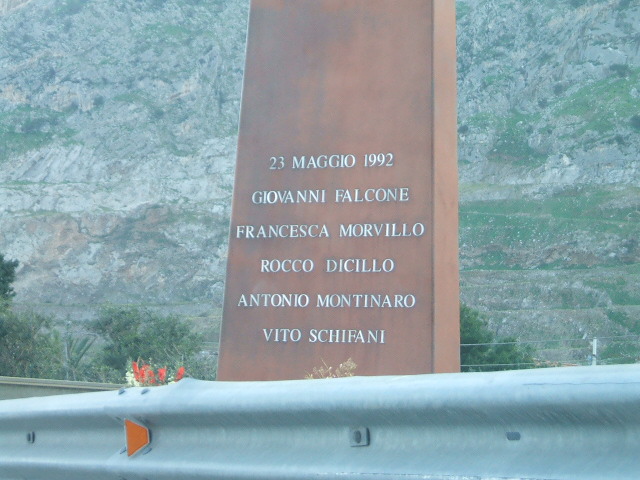 23 MAGGIO 1992
GIOVANNI FALCONE
FRANCESCA MORVILLO
ROCCO DICILLO
ANTONIO MONTINARO
VITO SCHIFANI